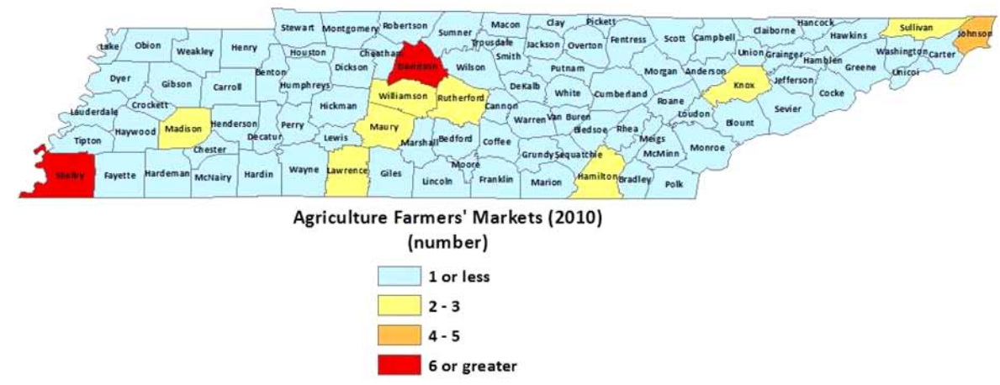 Stewart Montgomery Robertson Sumner Macon Clay Pickett Hancock Sullivan Johnson
Lake Obion Weakley Henry Houston Cheatham Davidson Trousdale Jackson Overton Fentress Scott Campbell Claiborne Hawkins
Smith Union Grainger Hamblen Greene Washington Carter
Dyer Gibson Carroll Benton Humphreys Dickson Wilson Putnam Morgan Anderson Unicoi
Crockett Hickman Williamson Rutherford DeKalb White Cumberland Knox Jefferson Cocke
Lauderdale Cannon Roane Loudon Sevier
Tipton Haywood Madison Henderson Decatur Perry Lewis Maury Marshall Bedford Coffee Warren Van Buren Bledsoe Rhea Meigs Blount
Chester Moore Grundy Sequatchie McMinn Monroe
Shelby Fayette Hardeman McNairy Hardin Wayne Lawrence Giles Lincoln Franklin Marion Hamilton Bradley Polk
Agriculture Farmers' Markets (2010)
(number)
1 or less
2 - 3
4 - 5
6 or greater